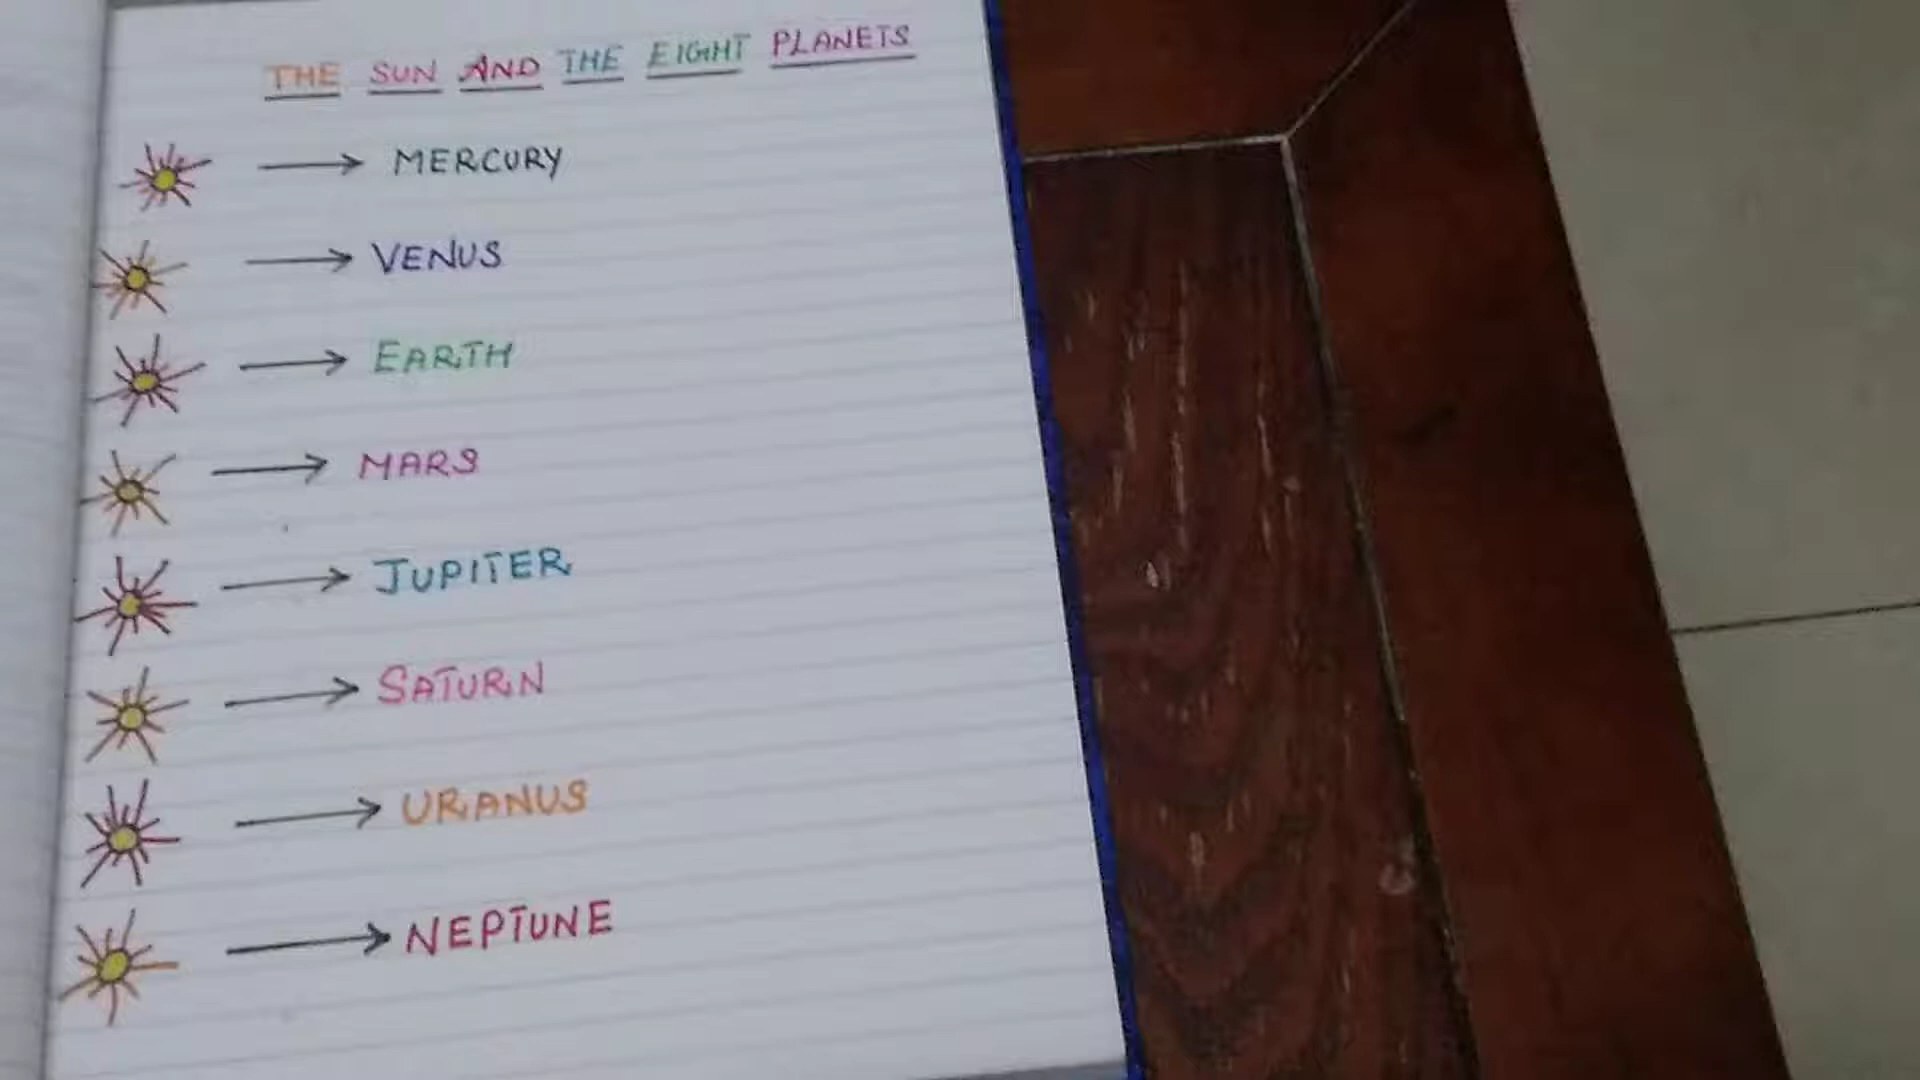 THE SUN AND THE EIGHT PLANETS
MERCURY
VENUS
EARTH
MARS
JUPITER
SATURN
URANUS
NEPTUNE